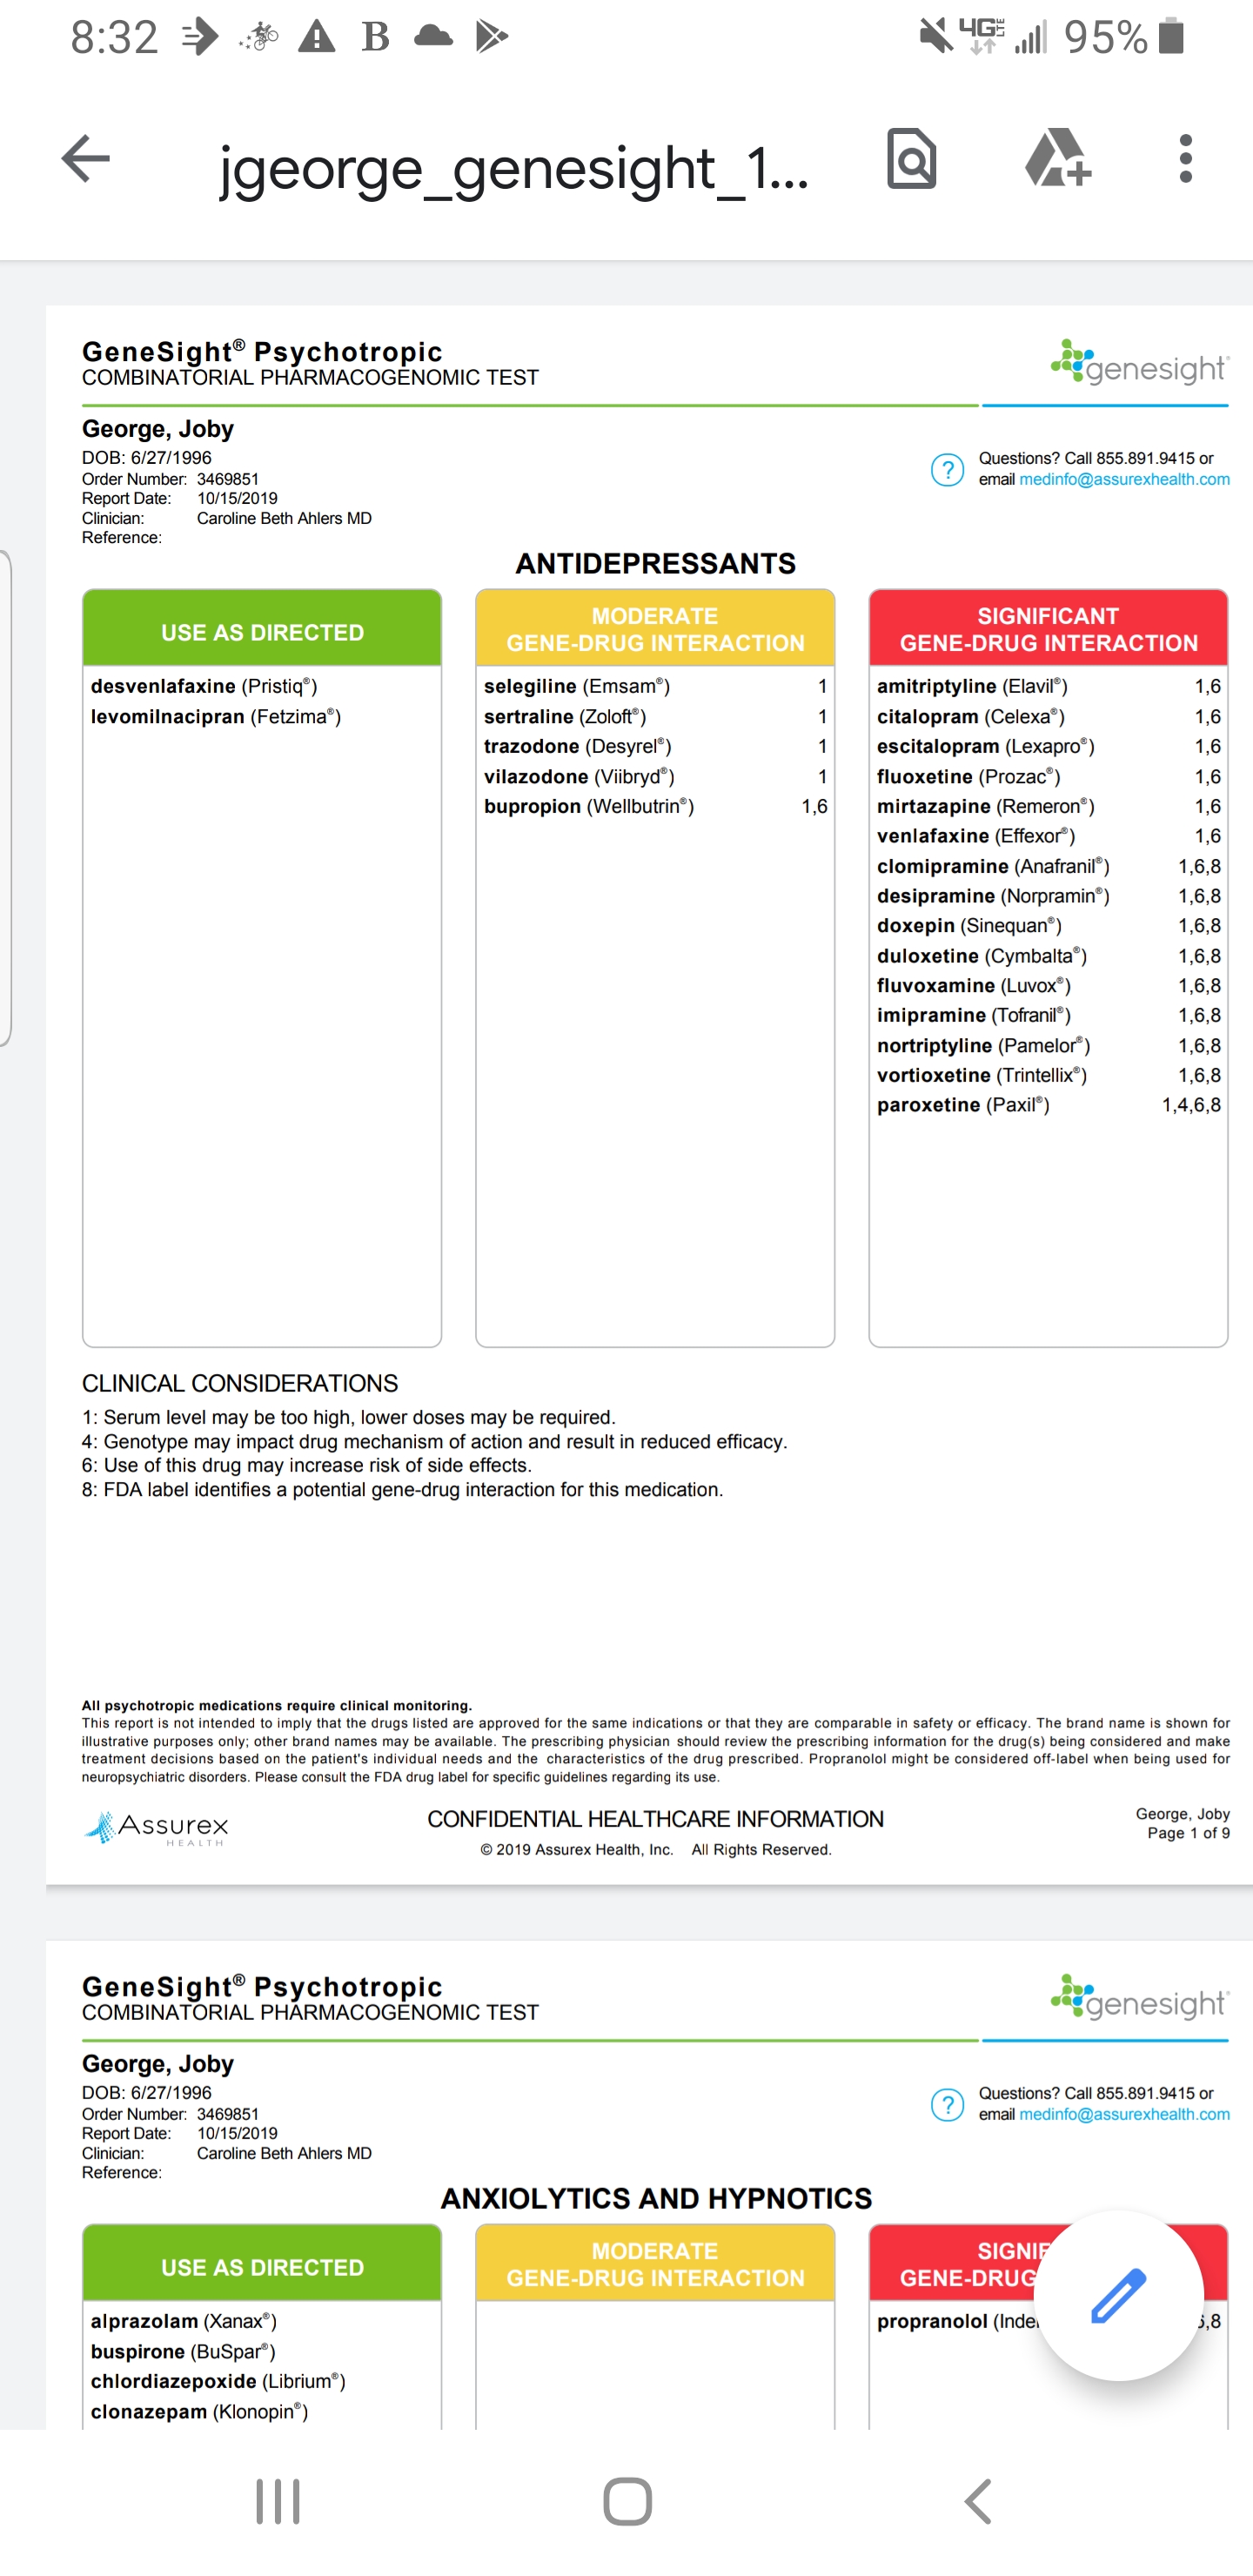 8:32 B 4G LTE 95%
jgeorge_genesight_1...
GeneSight® Psychotropic
COMBINATORIAL PHARMACOGENOMIC TEST
genesight®
George, Joby
DOB: 6/27/1996
Order Number: 3469851
Report Date: 10/15/2019
Clinician: Caroline Beth Ahlers MD
Reference:
? Questions? Call 855.891.9415 or
email medinfo@assurexhealth.com
ANTIDEPRESSANTS
USE AS DIRECTED
desvenlafaxine (Pristiq®)
levomilnacipran (Fetzima®)
MODERATE
GENE-DRUG INTERACTION
selegiline (Emsam®) 1
sertraline (Zoloft®) 1
trazodone (Desyrel®) 1
vilazodone (Viibryd®) 1
bupropion (Wellbutrin®) 1,6
SIGNIFICANT
GENE-DRUG INTERACTION
amitriptyline (Elavil®) 1,6
citalopram (Celexa®) 1,6
escitalopram (Lexapro®) 1,6
fluoxetine (Prozac®) 1,6
mirtazapine (Remeron®) 1,6
venlafaxine (Effexor®) 1,6
clomipramine (Anafranil®) 1,6,8
desipramine (Norpramin®) 1,6,8
doxepin (Sinequan®) 1,6,8
duloxetine (Cymbalta®) 1,6,8
fluvoxamine (Luvox®) 1,6,8
imipramine (Tofranil®) 1,6,8
nortriptyline (Pamelor®) 1,6,8
vortioxetine (Trintellix®) 1,6,8
paroxetine (Paxil®) 1,4,6,8
CLINICAL CONSIDERATIONS
1: Serum level may be too high, lower doses may be required.
4: Genotype may impact drug mechanism of action and result in reduced efficacy.
6: Use of this drug may increase risk of side effects.
8: FDA label identifies a potential gene-drug interaction for this medication.
All psychotropic medications require clinical monitoring.
This report is not intended to imply that the drugs listed are approved for the same indications or that they are comparable in safety or efficacy. The brand name is shown for
illustrative purposes only; other brand names may be available. The prescribing physician should review the prescribing information for the drug(s) being considered and make
treatment decisions based on the patient's individual needs and the characteristics of the drug prescribed. Propranolol might be considered off-label when being used for
neuropsychiatric disorders. Please consult the FDA drug label for specific guidelines regarding its use.
Assurex
HEALTH
CONFIDENTIAL HEALTHCARE INFORMATION
© 2019 Assurex Health, Inc. All Rights Reserved.
George, Joby
Page 1 of 9
GeneSight® Psychotropic
COMBINATORIAL PHARMACOGENOMIC TEST
genesight®
George, Joby
DOB: 6/27/1996
Order Number: 3469851
Report Date: 10/15/2019
Clinician: Caroline Beth Ahlers MD
Reference:
? Questions? Call 855.891.9415 or
email medinfo@assurexhealth.com
ANXIOLYTICS AND HYPNOTICS
USE AS DIRECTED
alprazolam (Xanax®)
buspirone (BuSpar®)
chlordiazepoxide (Librium®)
clonazepam (Klonopin®)
MODERATE
GENE-DRUG INTERACTION
SIGNIF
GENE-DRUG
propranolol (Inde ,8